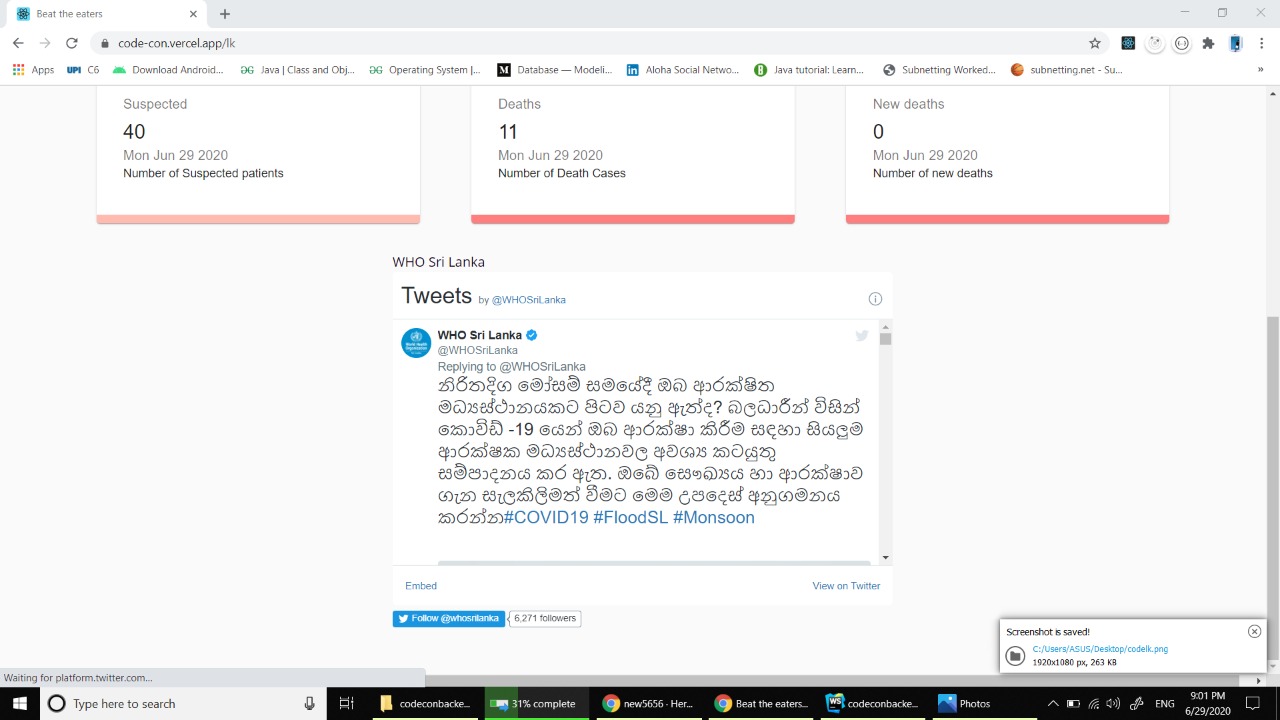 Beat the eaters
code-con.vercel.app/lk
Apps UPI C6 Download Android... Java | Class and Obj... Operating System |... Database — Modeli... Aloha Social Netwo... Java tutorial: Learn... Subnetting Worked... subnetting.net - Su... »
Suspected Deaths New deaths
40 11 0
Mon Jun 29 2020 Mon Jun 29 2020 Mon Jun 29 2020
Number of Suspected patients Number of Death Cases Number of new deaths
WHO Sri Lanka
Tweets by @WHOSriLanka
WHO Sri Lanka
@WHOSriLanka
Replying to @WHOSriLanka
නිරිතදිග මෝසම් සමයේදී ඔබ ආරක්ෂිත
මධ්‍යස්ථානයකට පිටව යනු ඇත්ද? බලධාරීන් විසින්
කොවිඩ් -19 යෙන් ඔබ ආරක්ෂා කිරීම සඳහා සියලුම
ආරක්ෂක මධ්‍යස්ථානවල අවශ්‍ය කටයුතු
සම්පාදනය කර ඇත. ඔබේ සෞඛ්‍යය හා ආරක්ෂාව
ගැන සැලකිලිමත් වීමට මෙම උපදෙස් අනුගමනය
කරන්න#COVID19 #FloodSL #Monsoon
Embed View on Twitter
Follow @whosrilanka 6,271 followers
Screenshot is saved!
C:/Users/ASUS/Desktop/codelk.png
1920x1080 px, 263 KB
Waiting for platform.twitter.com...
Type here to search codeconbacke... 31% complete new5656 - Her... Beat the eaters... codeconbacke... Photos ENG
9:01 PM
6/29/2020